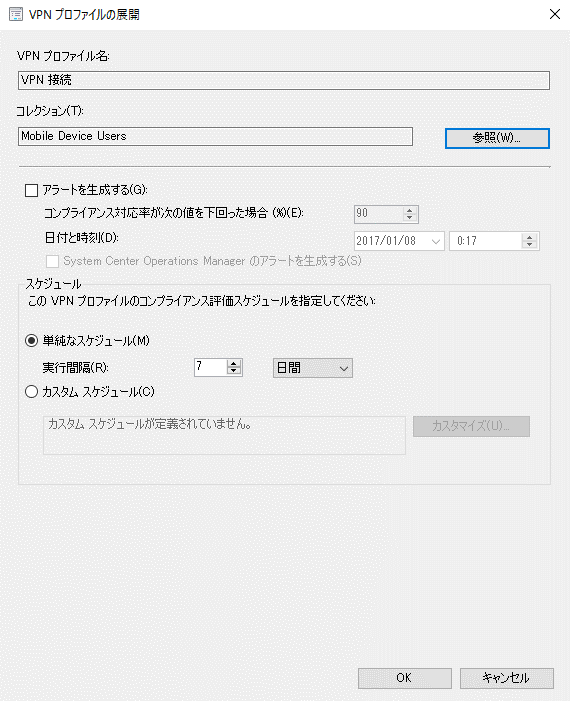 VPN プロファイルの展開
VPN プロファイル名:
VPN 接続
コレクション(T):
Mobile Device Users
参照(W)...
アラートを生成する(G):
コンプライアンス対応率が次の値を下回った場合 (%)(E):
90
日付と時刻(D):
2017/01/08
0:17
System Center Operations Manager のアラートを生成する(S)
スケジュール
この VPN プロファイルのコンプライアンス評価スケジュールを指定してください:
単純なスケジュール(M)
実行間隔(R):
7
日間
カスタム スケジュール(C)
カスタム スケジュールが定義されていません。
カスタマイズ(U)...
OK
キャンセル